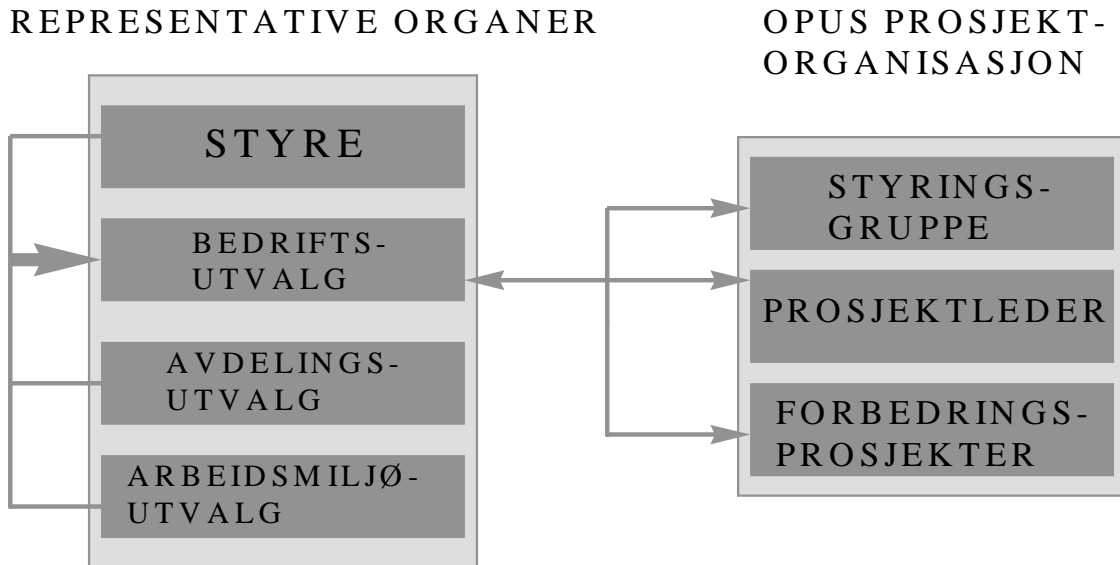 REPRESENTATIVE ORGANER
OPUS PROSJEKT-
ORGANISASJON
STYRE
BEDRIFTS-
UTVALG
AVDELINGS-
UTVALG
ARBEIDSMILJØ-
UTVALG
STYRINGS-
GRUPPE
PROSJEKTLEDER
FORBEDRINGS-
PROSJEKTER